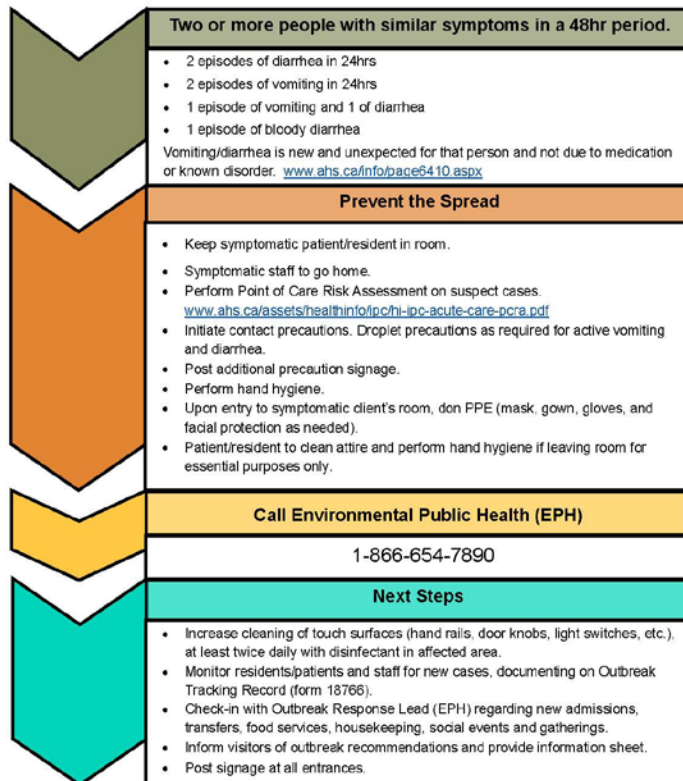 Two or more people with similar symptoms in a 48hr period.
• 2 episodes of diarrhea in 24hrs
• 2 episodes of vomiting in 24hrs
• 1 episode of vomiting and 1 of diarrhea
• 1 episode of bloody diarrhea
Vomiting/diarrhea is new and unexpected for that person and not due to medication
or known disorder. www.ahs.ca/info/page6410.aspx
Prevent the Spread
• Keep symptomatic patient/resident in room.
• Symptomatic staff to go home.
• Perform Point of Care Risk Assessment on suspect cases.
www.ahs.ca/assets/healthinfo/ipc/hi-ipc-acute-care-pcra.pdf
• Initiate contact precautions. Droplet precautions as required for active vomiting
and diarrhea.
• Post additional precaution signage.
• Perform hand hygiene.
• Upon entry to symptomatic client's room, don PPE (mask, gown, gloves, and
facial protection as needed).
• Patient/resident to clean attire and perform hand hygiene if leaving room for
essential purposes only.
Call Environmental Public Health (EPH)
1-866-654-7890
Next Steps
• Increase cleaning of touch surfaces (hand rails, door knobs, light switches, etc.),
at least twice daily with disinfectant in affected area.
• Monitor residents/patients and staff for new cases, documenting on Outbreak
Tracking Record (form 18766).
• Check-in with Outbreak Response Lead (EPH) regarding new admissions,
transfers, food services, housekeeping, social events and gatherings.
• Inform visitors of outbreak recommendations and provide information sheet.
• Post signage at all entrances.